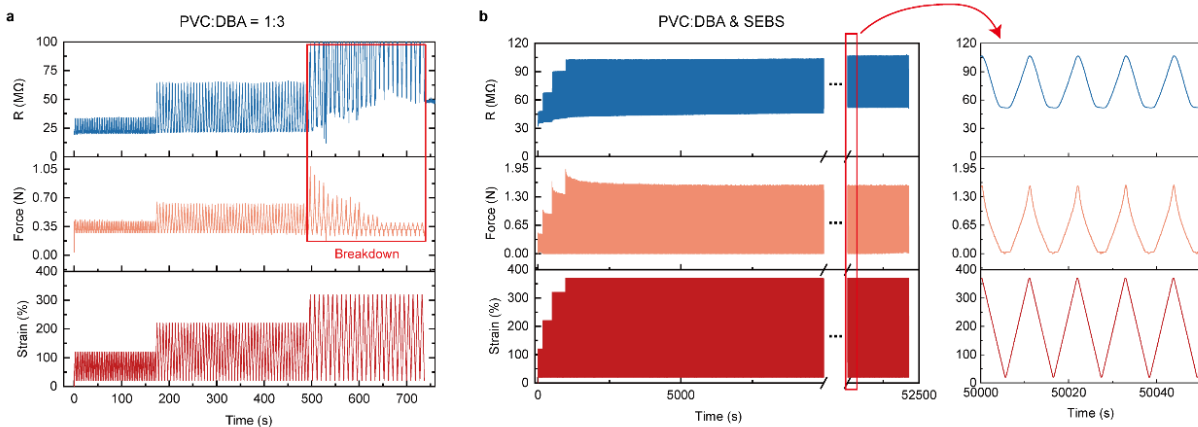 a
PVC:DBA = 1:3
R (MΩ)
100
75
50
25
0
Force (N)
1.05
0.70
0.35
0.00
Breakdown
Strain (%)
400
300
200
100
0
0 100 200 300 400 500 600 700
Time (s)
b
PVC:DBA & SEBS
R (MΩ)
120
90
60
30
0
Force (N)
1.95
1.30
0.65
0.00
Strain (%)
400
300
200
100
0
...
...
...
0 5000 52500
Time (s)
120
90
60
30
0
1.95
1.30
0.65
0.00
400
300
200
100
0
50000 50020 50040
Time (s)